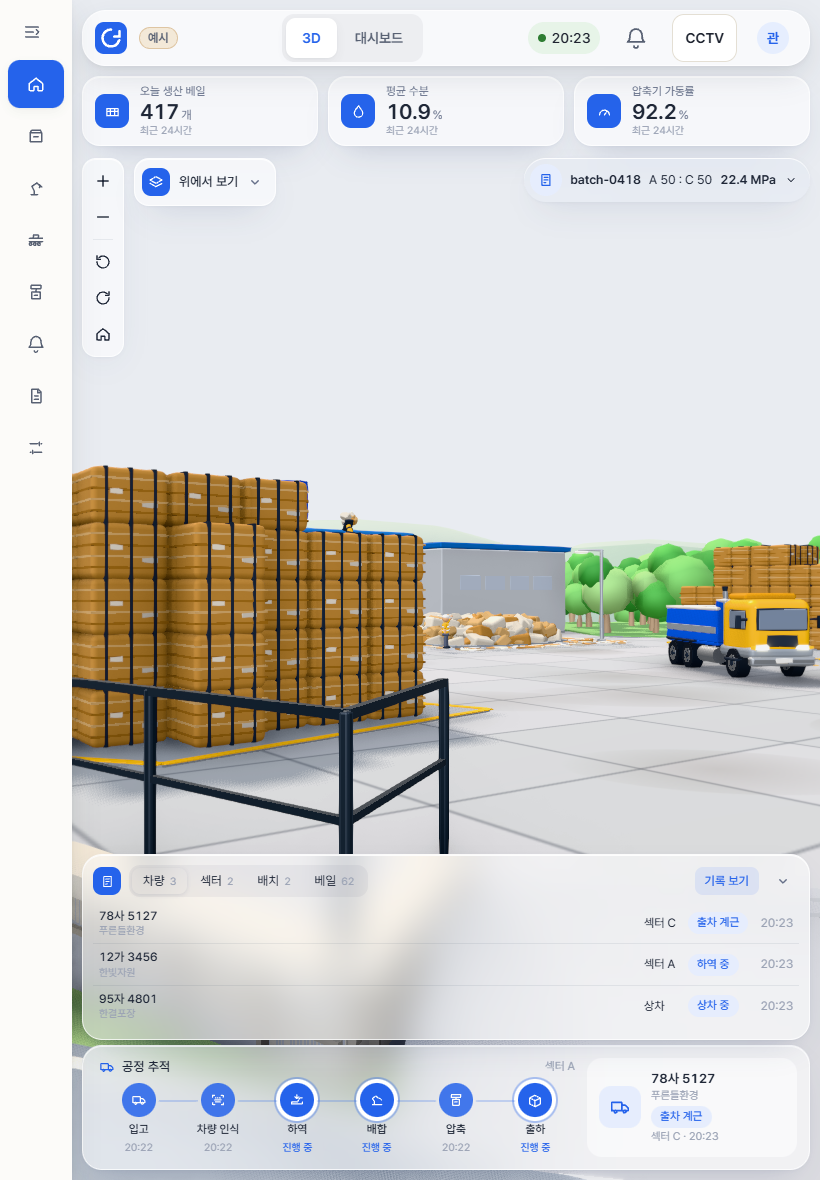 예시
3D 대시보드
20:23
CCTV
관
오늘 생산 베일
417 개
최근 24시간
평균 수분
10.9 %
최근 24시간
압축기 가동률
92.2 %
최근 24시간
위에서 보기
batch-0418 A 50 : C 50 22.4 MPa
차량 3 섹터 2 배치 2 베일 62
기록 보기
78사 5127
푸른들환경
섹터 C 출차 계근 20:23
12가 3456
한빛자원
섹터 A 하역 중 20:23
95자 4801
한결포장
상차 상차 중 20:23
공정 추적
섹터 A
입고 차량 인식 하역 배합 압축 출하
20:22 20:22 진행 중 진행 중 20:22 진행 중
78사 5127
푸른들환경
출차 계근
섹터 C · 20:23